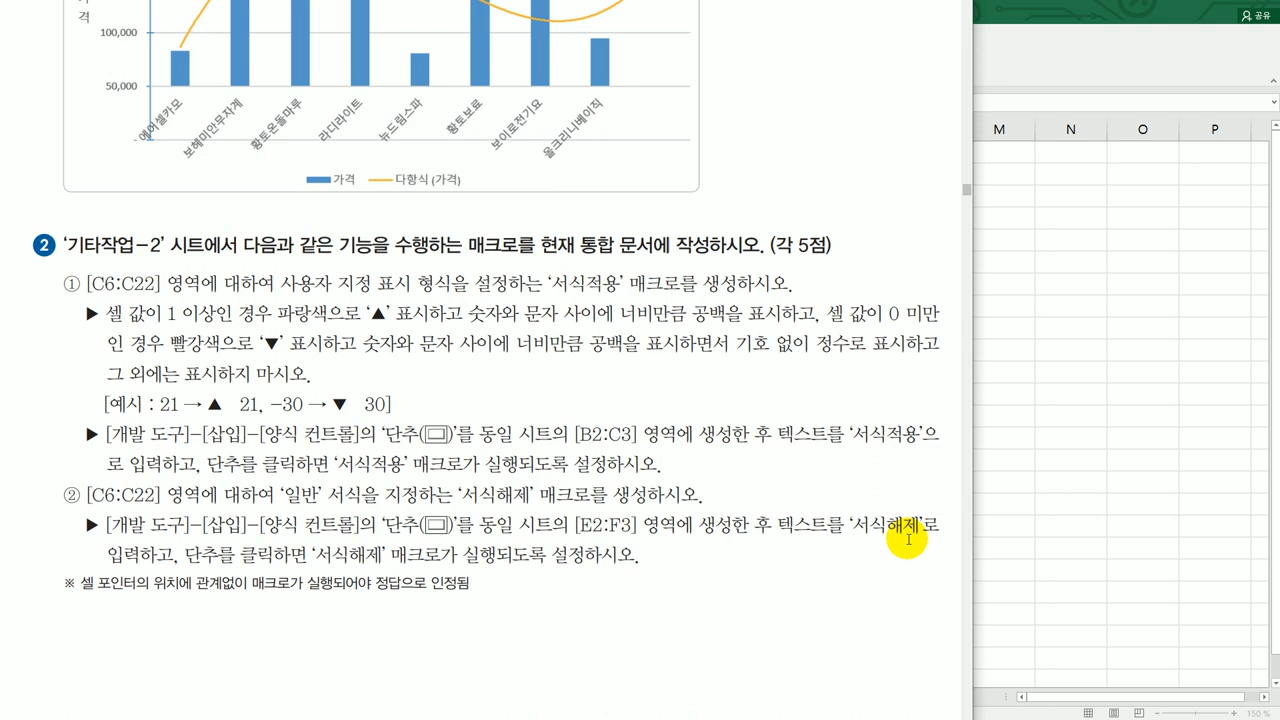 가
격
100,000
50,000
-
에어셀카모
보헤미안무자계
황토온돌마루
라디라이트
뉴드림스파
황토보료
보이로전기요
올크리니베이직
가격 다항식 (가격)
2 '기타작업-2' 시트에서 다음과 같은 기능을 수행하는 매크로를 현재 통합 문서에 작성하시오. (각 5점)
① [C6:C22] 영역에 대하여 사용자 지정 표시 형식을 설정하는 '서식적용' 매크로를 생성하시오.
▶ 셀 값이 1 이상인 경우 파랑색으로 '▲' 표시하고 숫자와 문자 사이에 너비만큼 공백을 표시하고, 셀 값이 0 미만
인 경우 빨강색으로 '▼' 표시하고 숫자와 문자 사이에 너비만큼 공백을 표시하면서 기호 없이 정수로 표시하고
그 외에는 표시하지 마시오.
[예시 : 21 → ▲ 21, -30 → ▼ 30]
▶ [개발 도구]-[삽입]-[양식 컨트롤]의 '단추(▭)'를 동일 시트의 [B2:C3] 영역에 생성한 후 텍스트를 '서식적용'으
로 입력하고, 단추를 클릭하면 '서식적용' 매크로가 실행되도록 설정하시오.
② [C6:C22] 영역에 대하여 '일반' 서식을 지정하는 '서식해제' 매크로를 생성하시오.
▶ [개발 도구]-[삽입]-[양식 컨트롤]의 '단추(▭)'를 동일 시트의 [E2:F3] 영역에 생성한 후 텍스트를 '서식해제'로
입력하고, 단추를 클릭하면 '서식해제' 매크로가 실행되도록 설정하시오.
※ 셀 포인터의 위치에 관계없이 매크로가 실행되어야 정답으로 인정됨
공유
M N O P
150 %